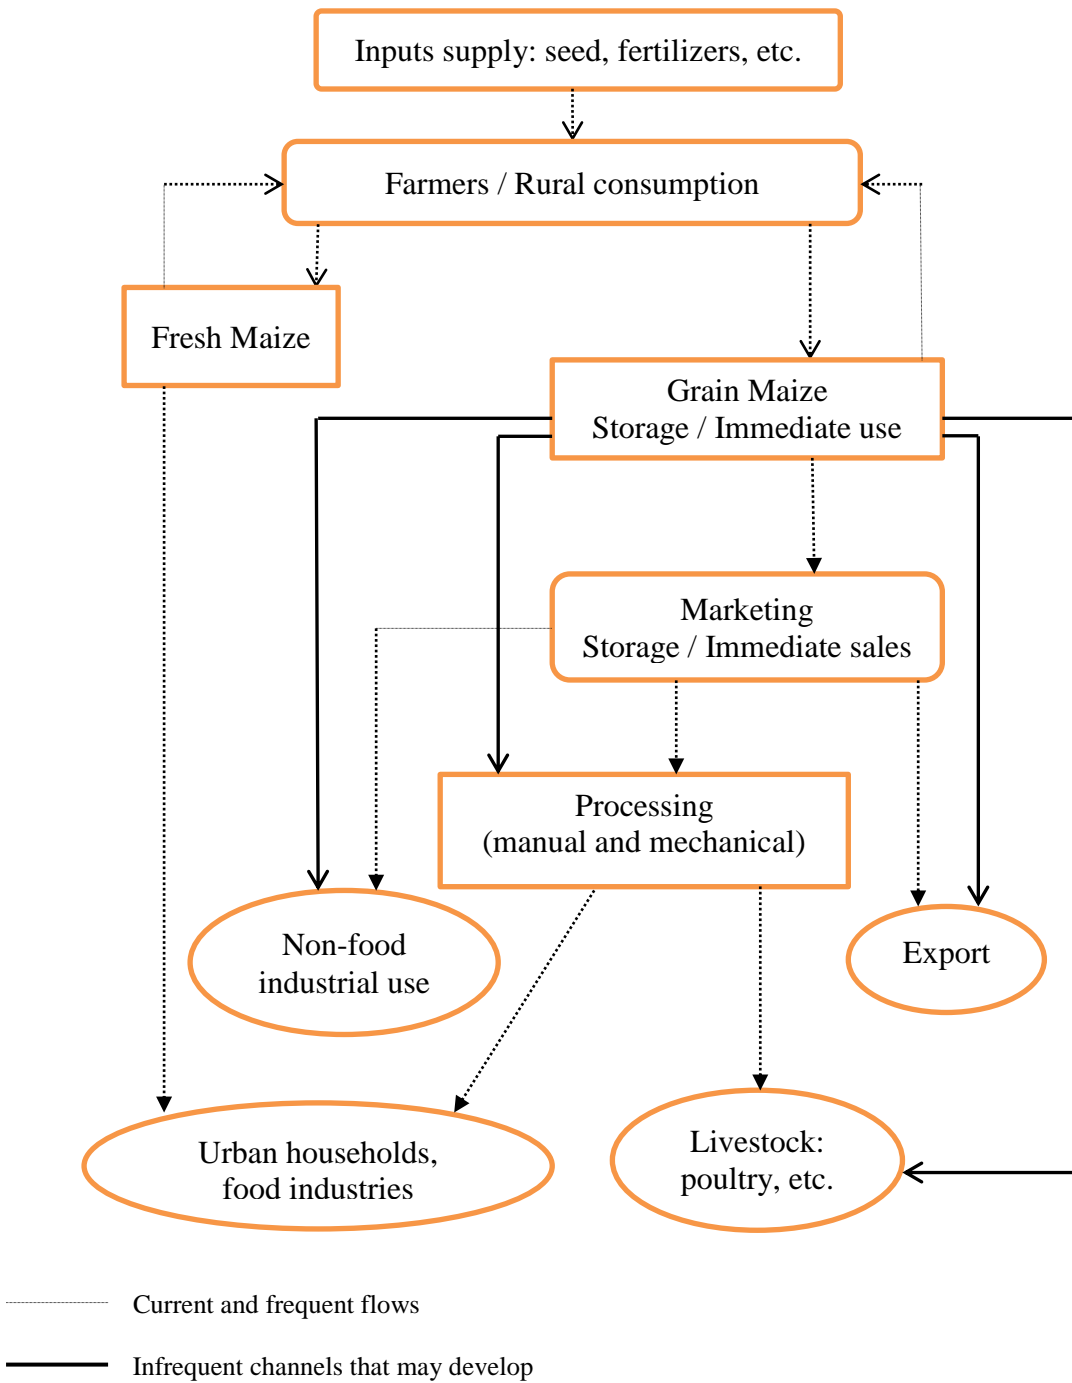 Inputs supply: seed, fertilizers, etc.
Farmers / Rural consumption
Fresh Maize
Grain Maize
Storage / Immediate use
Marketing
Storage / Immediate sales
Processing
(manual and mechanical)
Non-food
industrial use
Export
Urban households,
food industries
Livestock:
poultry, etc.
Current and frequent flows
Infrequent channels that may develop